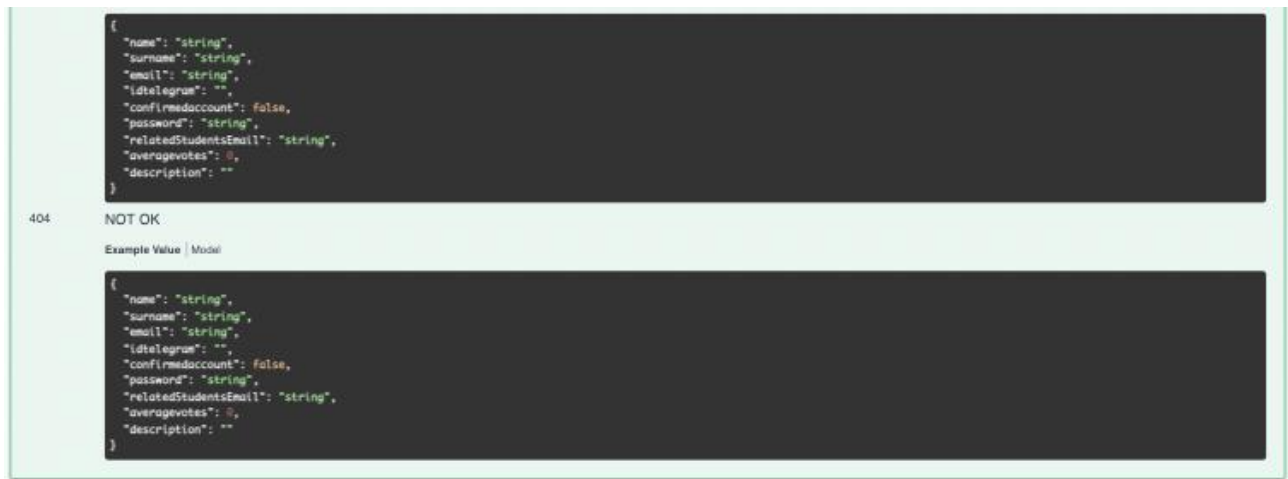 {
"name": "string",
"surname": "string",
"email": "string",
"idtelegram": "",
"confirmedaccount": false,
"password": "string",
"relatedStudentsEmail": "string",
"averagevotes": 0,
"description": ""
}
404 NOT OK
Example Value | Model
{
"name": "string",
"surname": "string",
"email": "string",
"idtelegram": "",
"confirmedaccount": false,
"password": "string",
"relatedStudentsEmail": "string",
"averagevotes": 0,
"description": ""
}